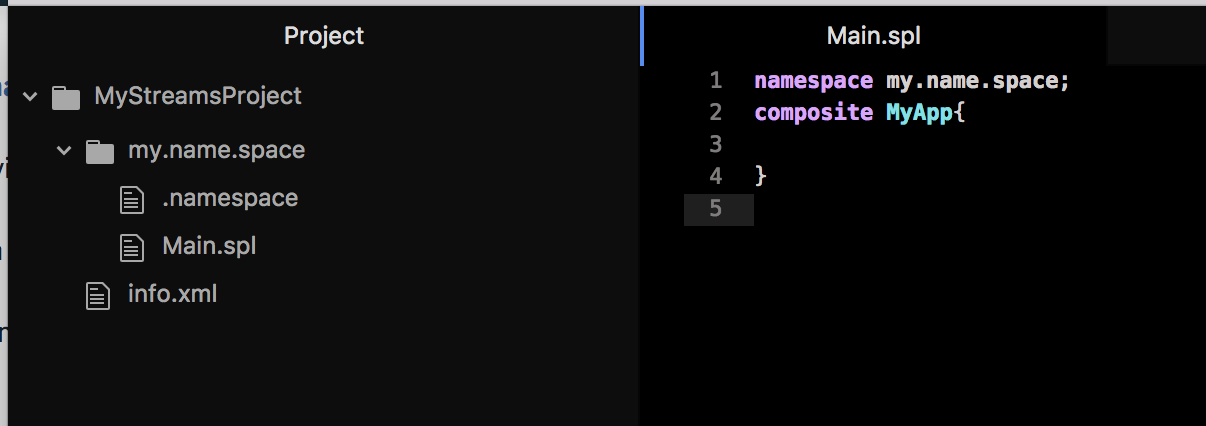 Project
MyStreamsProject
my.name.space
.namespace
Main.spl
info.xml
Main.spl
1 namespace my.name.space;
2 composite MyApp{
3
4 }
5